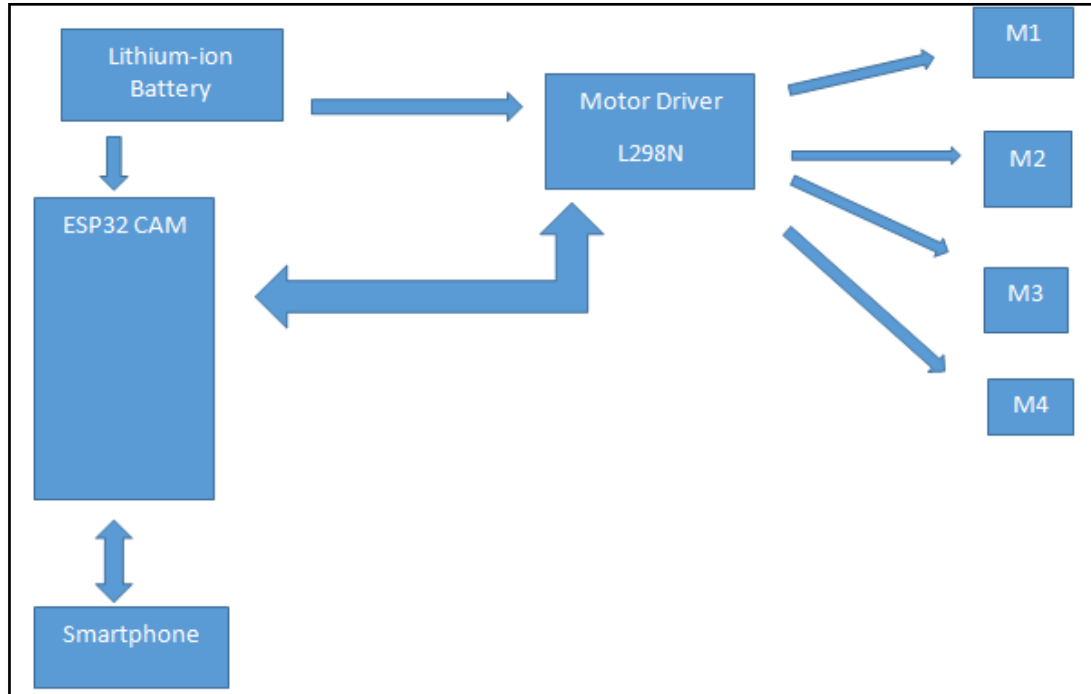 Lithium-ion
Battery
Motor Driver
L298N
M1
M2
ESP32 CAM
M3
M4
Smartphone